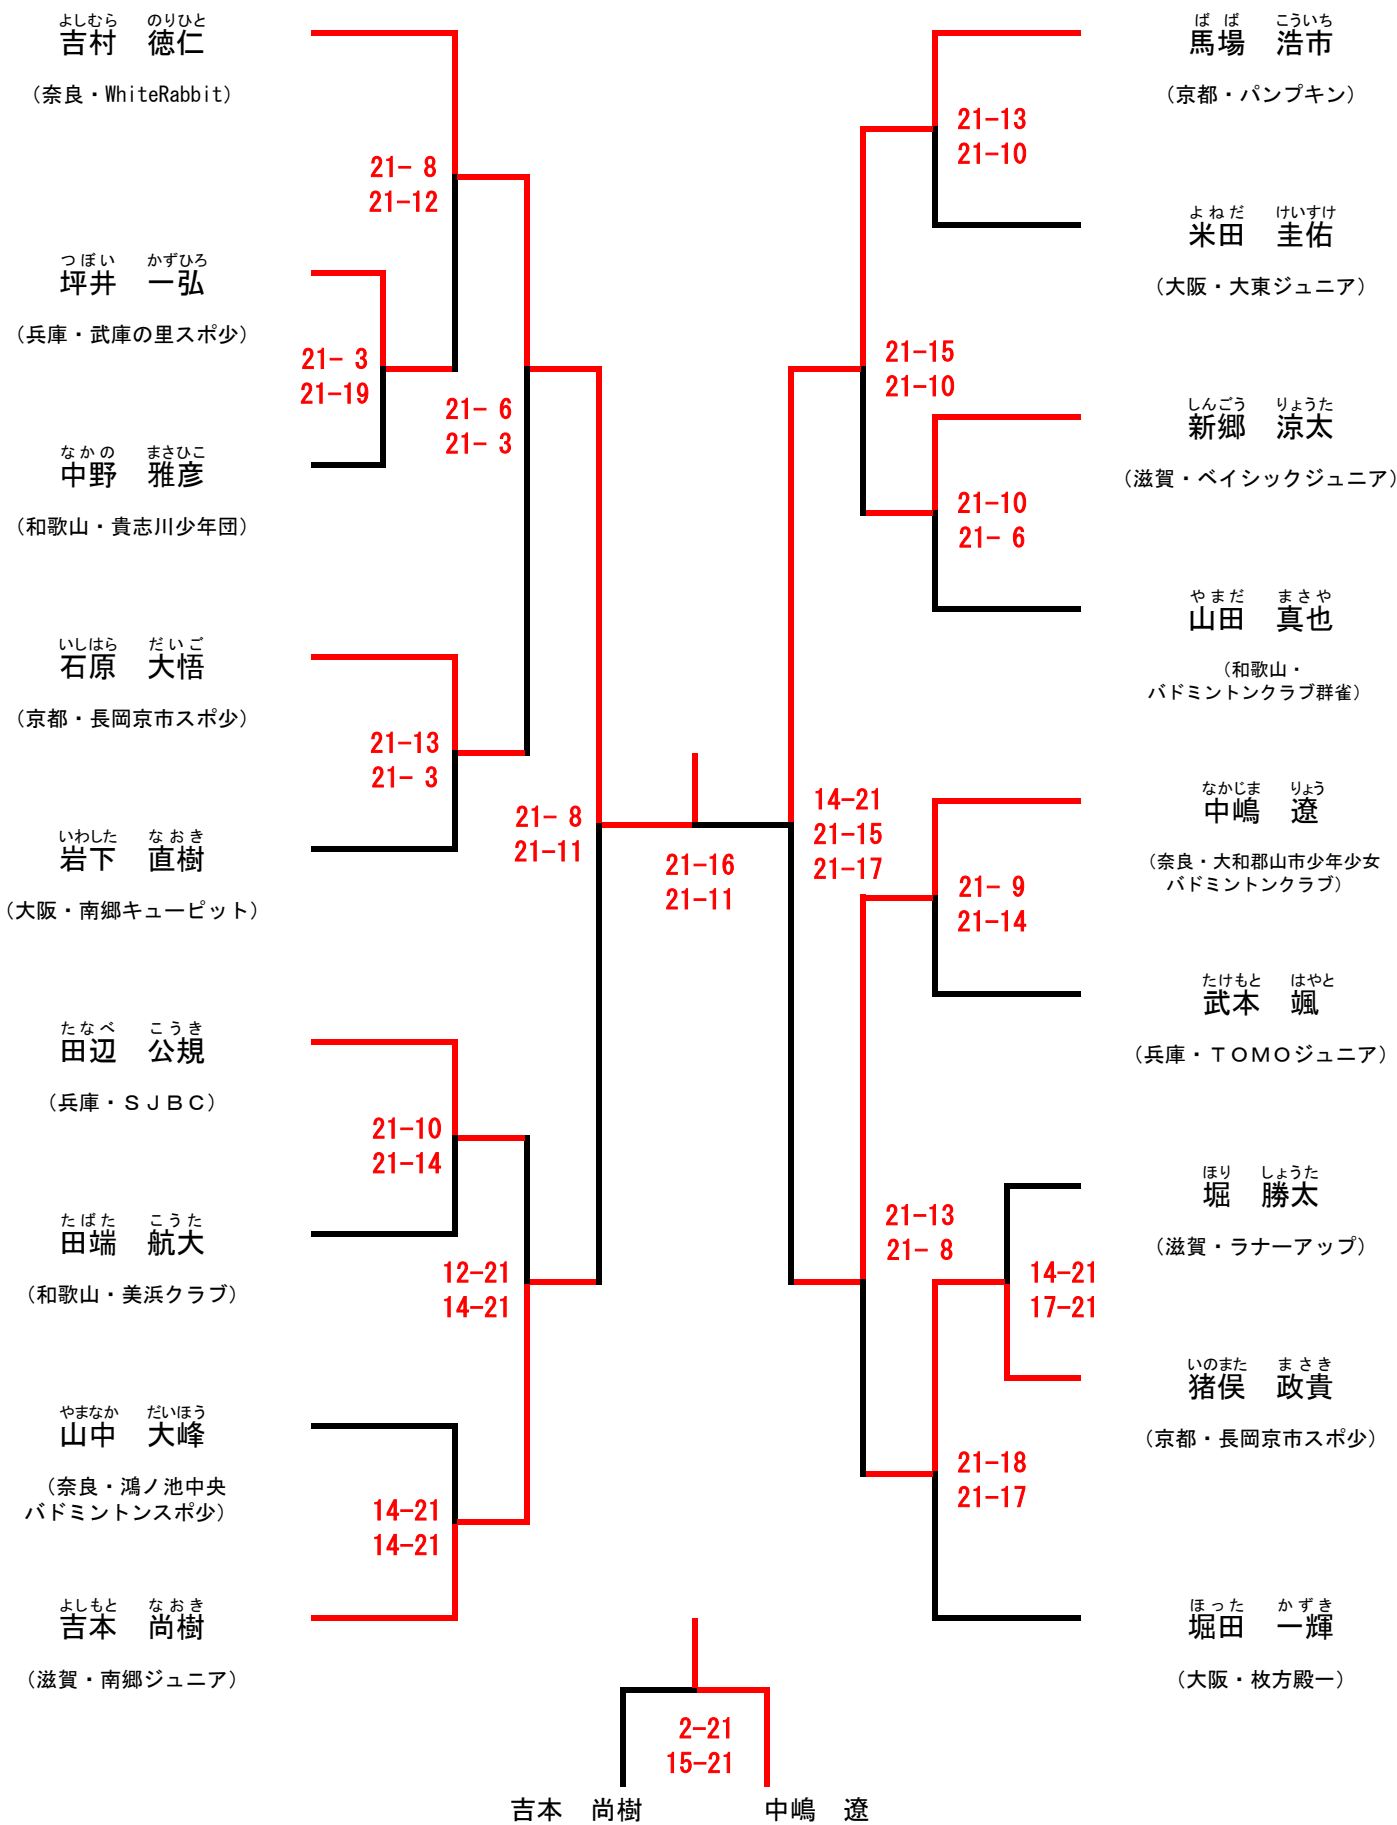 よしむら　のりひと
吉村　徳仁
（奈良・WhiteRabbit）
21- 8
21-12
つぼい　かずひろ
坪井　一弘
（兵庫・武庫の里スポ少）
21- 3
21-19
なかの　まさひこ
中野　雅彦
（和歌山・貴志川少年団）
21- 6
21- 3
いしはら　だいご
石原　大悟
（京都・長岡京市スポ少）
21-13
21- 3
いわした　なおき
岩下　直樹
（大阪・南郷キューピット）
21- 8
21-11
たなべ　こうき
田辺　公規
（兵庫・ＳＪＢＣ）
21-10
21-14
たばた　こうた
田端　航大
（和歌山・美浜クラブ）
12-21
14-21
やまなか　だいほう
山中　大峰
（奈良・鴻ノ池中央
バドミントンスポ少）
14-21
14-21
よしもと　なおき
吉本　尚樹
（滋賀・南郷ジュニア）
21-16
21-11
ばば　こういち
馬場　浩市
（京都・パンプキン）
21-13
21-10
よねだ　けいすけ
米田　圭佑
（大阪・大東ジュニア）
21-15
21-10
しんごう　りょうた
新郷　涼太
（滋賀・ベイシックジュニア）
21-10
21- 6
やまだ　まさや
山田　真也
（和歌山・
バドミントンクラブ群雀）
14-21
21-15
21-17
なかじま　りょう
中嶋　遼
（奈良・大和郡山市少年少女
バドミントンクラブ）
21- 9
21-14
たけもと　はやと
武本　颯
（兵庫・ＴＯＭＯジュニア）
21-13
21- 8
ほり　しょうた
堀　勝太
（滋賀・ラナーアップ）
14-21
17-21
いのまた　まさき
猪俣　政貴
（京都・長岡京市スポ少）
21-18
21-17
ほった　かずき
堀田　一輝
（大阪・枚方殿一）
2-21
15-21
吉本　尚樹
中嶋　遼